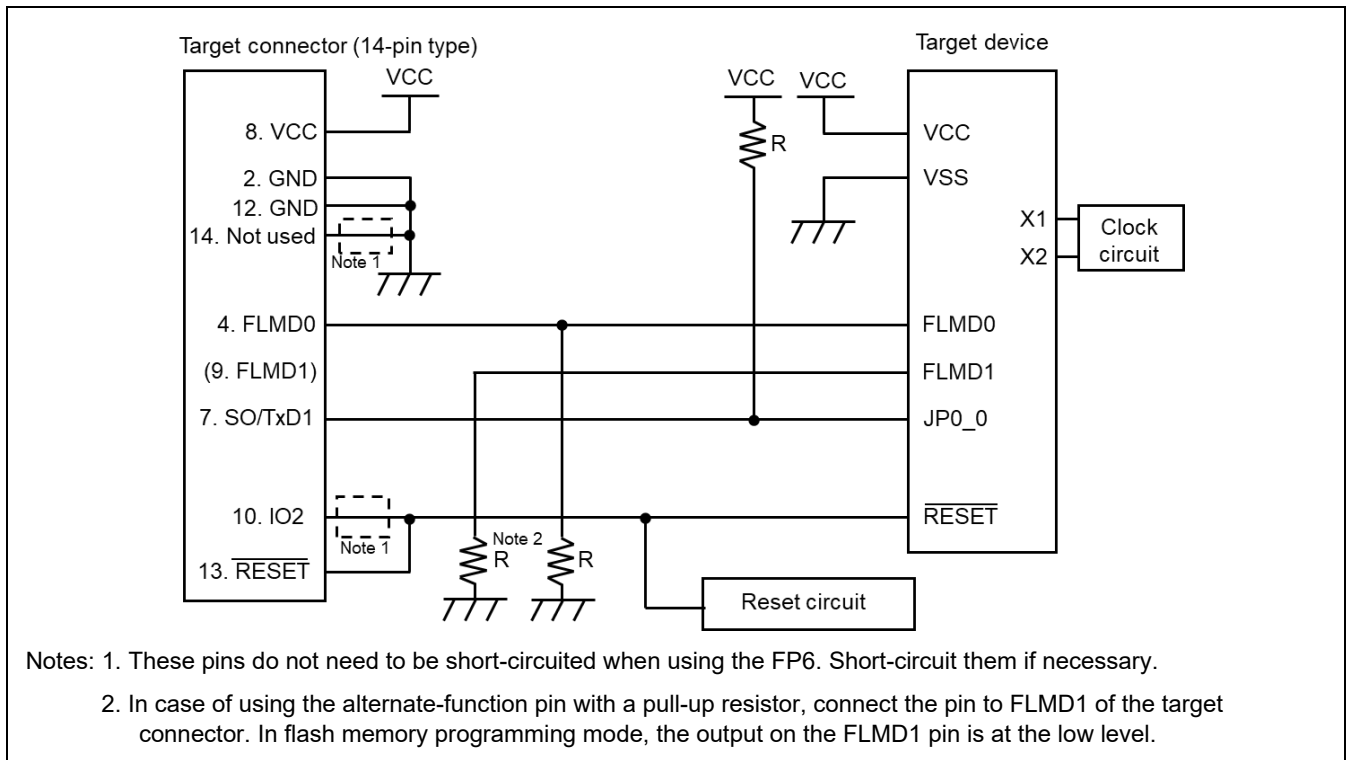 Target connector (14-pin type)
Target device
VCC
VCC
VCC
8. VCC
R
VCC
2. GND
VSS
12. GND
14. Not used
Note 1
X1
X2
Clock
circuit
4. FLMD0
FLMD0
(9. FLMD1)
FLMD1
7. SO/TxD1
JP0_0
10. IO2
RESET
Note 1
Note 2
R
R
13. RESET
Reset circuit
Notes: 1. These pins do not need to be short-circuited when using the FP6. Short-circuit them if necessary.
2. In case of using the alternate-function pin with a pull-up resistor, connect the pin to FLMD1 of the target
connector. In flash memory programming mode, the output on the FLMD1 pin is at the low level.